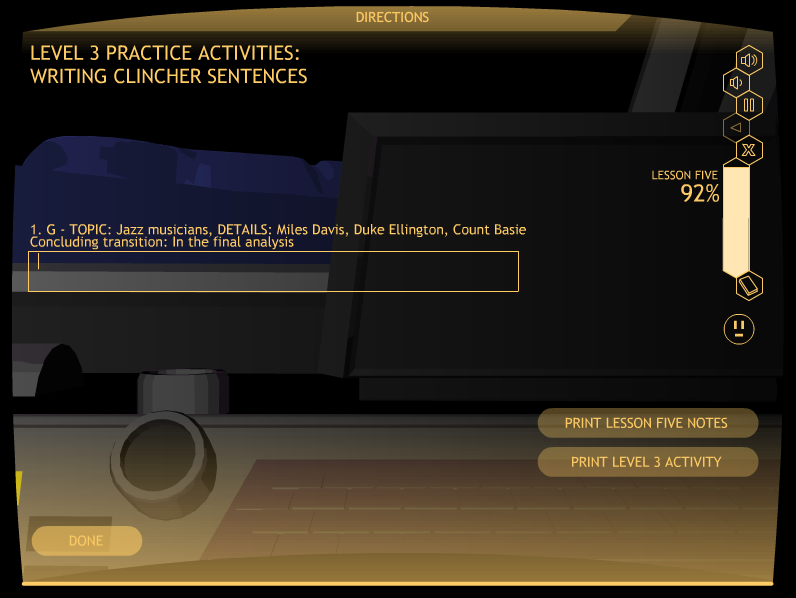 DIRECTIONS
LEVEL 3 PRACTICE ACTIVITIES:
WRITING CLINCHER SENTENCES
LESSON FIVE
92%
1. G - TOPIC: Jazz musicians, DETAILS: Miles Davis, Duke Ellington, Count Basie
Concluding transition: In the final analysis
PRINT LESSON FIVE NOTES
PRINT LEVEL 3 ACTIVITY
DONE